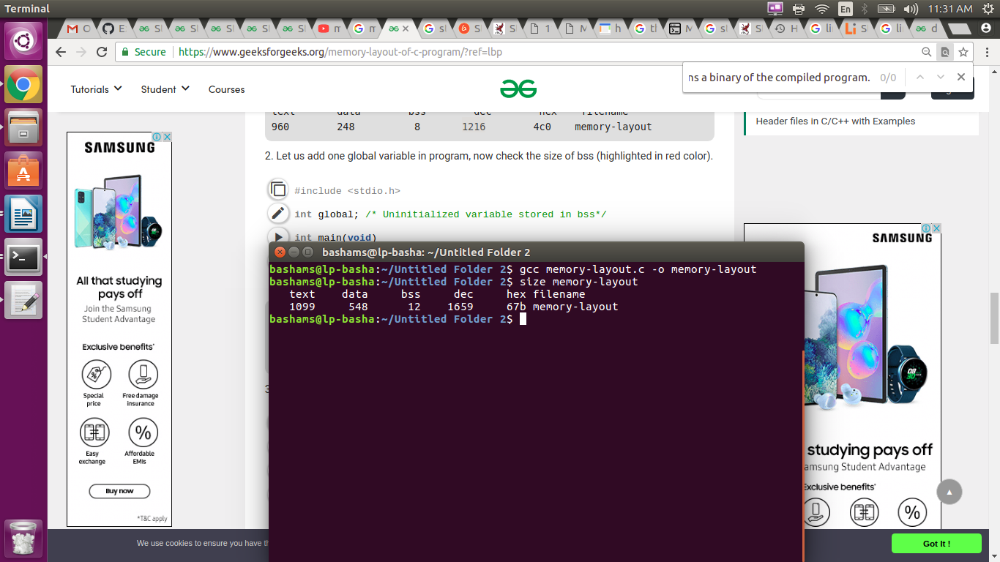 Terminal
En
11:31 AM
Secure
https://www.geeksforgeeks.org/memory-layout-of-c-program/?ref=lbp
ns a binary of the compiled program. 0/0
Tutorials
Student
Courses
text data bss dec hex filename
960 248 8 1216 4c0 memory-layout
Header files in C/C++ with Examples
2. Let us add one global variable in program, now check the size of bss (highlighted in red color).
#include <stdio.h>
int global; /* Uninitialized variable stored in bss*/
int main(void)
bashams@lp-basha: ~/Untitled Folder 2
bashams@lp-basha:~/Untitled Folder 2$ gcc memory-layout.c -o memory-layout
bashams@lp-basha:~/Untitled Folder 2$ size memory-layout
text data bss dec hex filename
1099 548 12 1659 67b memory-layout
bashams@lp-basha:~/Untitled Folder 2$
SAMSUNG
All that studying
pays off
Join the Samsung
Student Advantage
Exclusive benefits*
Special
price
Free damage
insurance
Easy
exchange
Affordable
EMIs
Buy now
*T&C apply
SAMSUNG
studying pays off
amsung Student Advantage
Exclusive benefits*
We use cookies to ensure you have th
Got It !